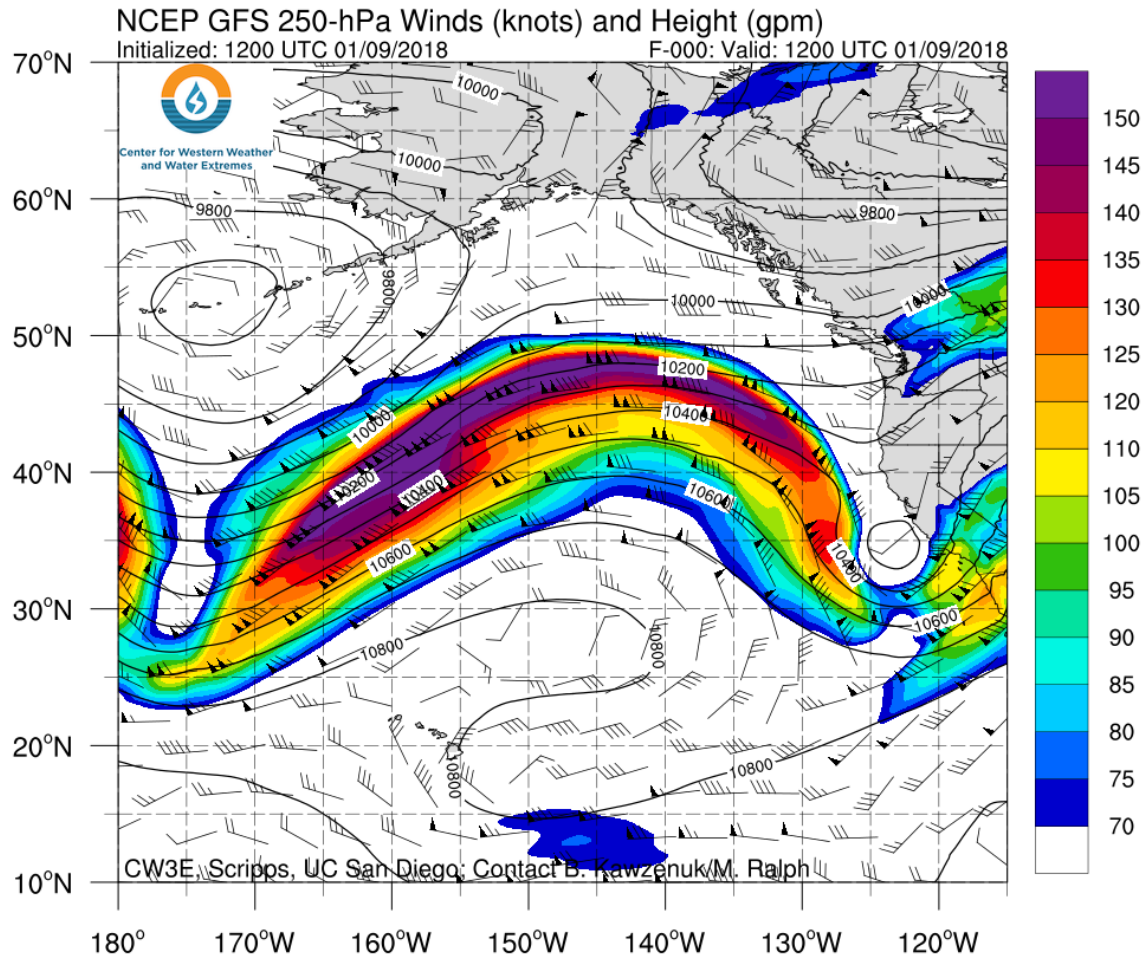 NCEP GFS 250-hPa Winds (knots) and Height (gpm)
Initialized: 1200 UTC 01/09/2018
F-000: Valid: 1200 UTC 01/09/2018
Center for Western Weather
and Water Extremes
70°N
60°N
50°N
40°N
30°N
20°N
10°N
10000
10000
9800
9800
9800
10000
10000
10000
10200
10400
10200
10400
10600
10600
10400
10600
10800
10800
10800
10800
CW3E, Scripps, UC San Diego; Contact B. Kawzenuk/M. Ralph
180°
170°W
160°W
150°W
140°W
130°W
120°W
150
145
140
135
130
125
120
110
105
100
95
90
85
80
75
70